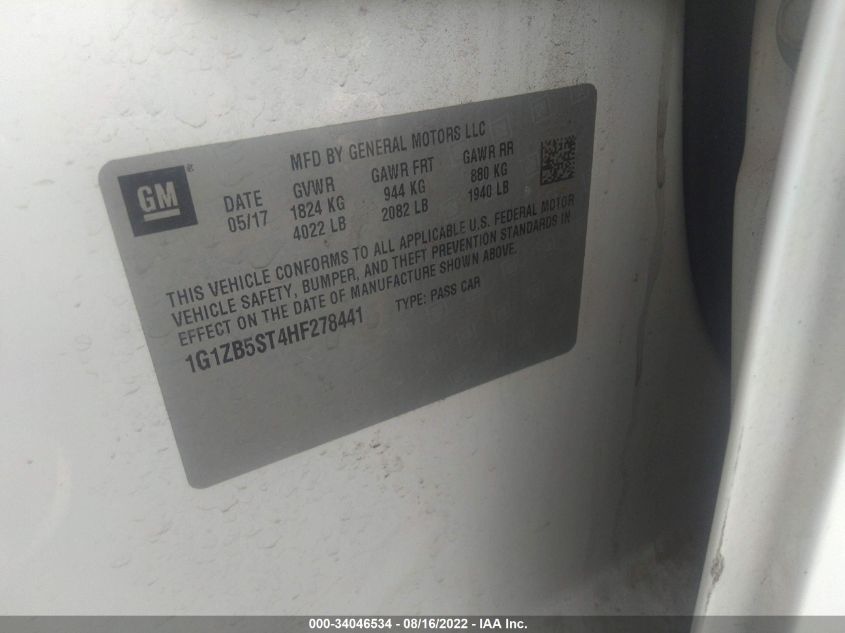 MFD BY GENERAL MOTORS LLC
GM ®
DATE GVWR GAWR FRT GAWR RR
05/17 1824 KG 944 KG 880 KG
4022 LB 2082 LB 1940 LB
THIS VEHICLE CONFORMS TO ALL APPLICABLE U.S. FEDERAL MOTOR
VEHICLE SAFETY, BUMPER, AND THEFT PREVENTION STANDARDS IN
EFFECT ON THE DATE OF MANUFACTURE SHOWN ABOVE.
1G1ZB5ST4HF278441 TYPE: PASS CAR
000-34046534 - 08/16/2022 - IAA Inc.